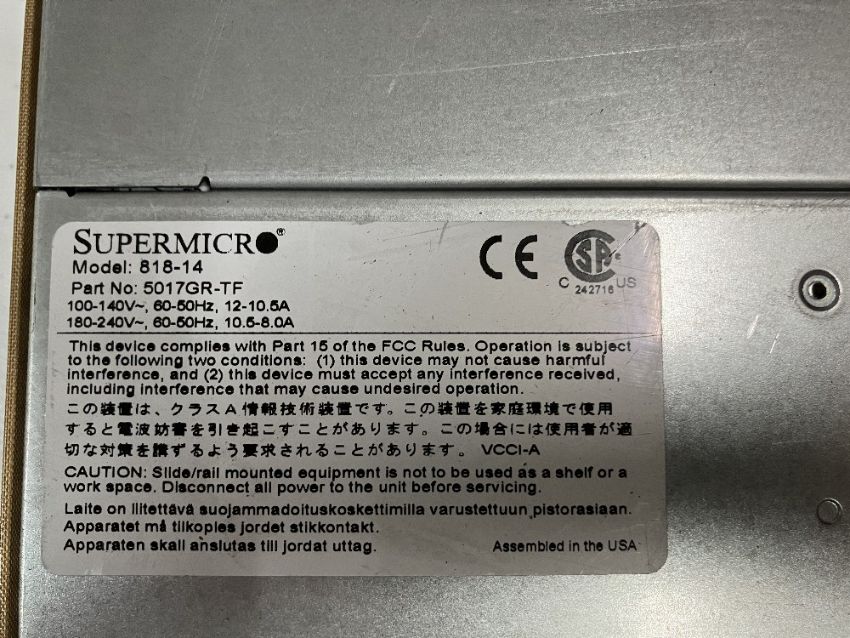 SUPERMICR●®
Model: 818-14
Part No: 5017GR-TF
100-140V~, 60-50Hz, 12-10.5A
180-240V~, 60-50Hz, 10.5-8.0A
CE
CSA®
C 242716 US
This device complies with Part 15 of the FCC Rules. Operation is subject
to the following two conditions: (1) this device may not cause harmful
interference, and (2) this device must accept any interference received,
including interference that may cause undesired operation.
この装置は、クラスA情報技術装置です。この装置を家庭環境で使用
すると電波妨害を引き起こすことがあります。この場合には使用者が適
切な対策を講ずるよう要求されることがあります。 VCCI-A
CAUTION: Slide/rail mounted equipment is not to be used as a shelf or a
work space. Disconnect all power to the unit before servicing.
Laite on liitettävä suojammadoituskoskettimilla varustettuun pistorasiaan.
Apparatet må tilkoples jordet stikkontakt.
Apparaten skall anslutas till jordat uttag.
Assembled in the USA